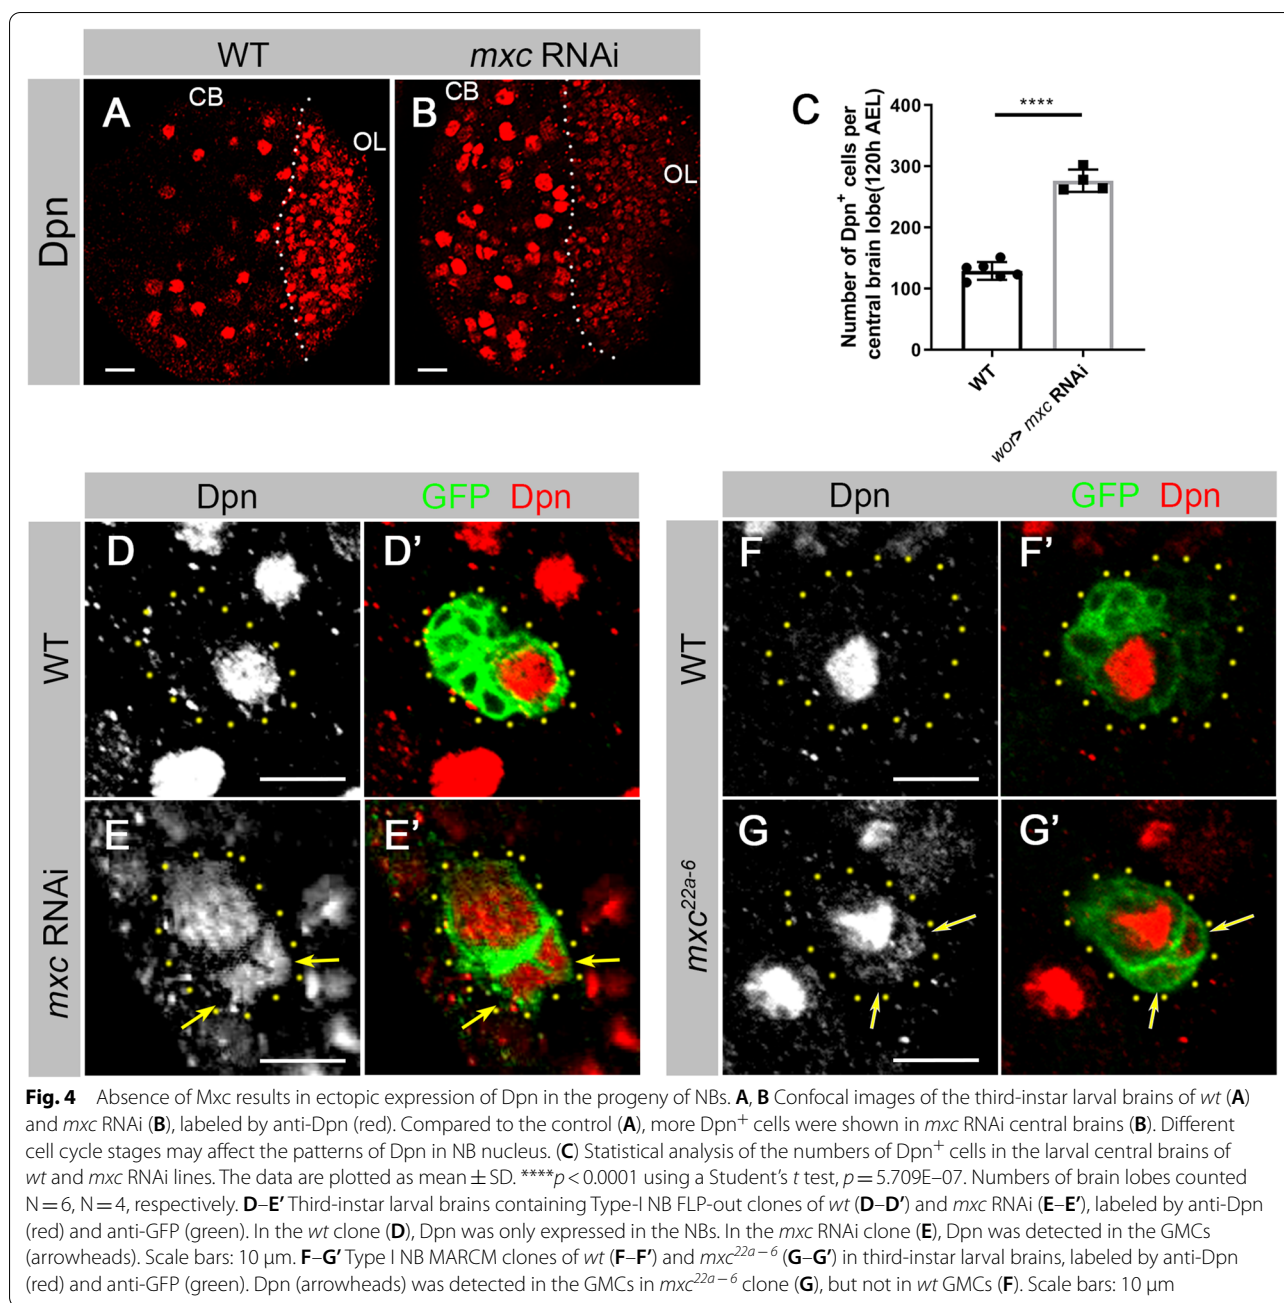 WT
mxc RNAi
Dpn
A
CB
OL
B
CB
OL
C
Number of Dpn⁺ cells per
central brain lobe(120h AEL)
400
300
200
100
0
****
WT
wor> mxc RNAi
Dpn
GFP Dpn
WT
D
D’
mxc RNAi
E
E’
Dpn
GFP Dpn
WT
F
F’
mxc²²ᵃ⁻⁶
G
G’
Fig. 4 Absence of Mxc results in ectopic expression of Dpn in the progeny of NBs. A, B Confocal images of the third-instar larval brains of wt (A)
and mxc RNAi (B), labeled by anti-Dpn (red). Compared to the control (A), more Dpn⁺ cells were shown in mxc RNAi central brains (B). Different
cell cycle stages may affect the patterns of Dpn in NB nucleus. (C) Statistical analysis of the numbers of Dpn⁺ cells in the larval central brains of
wt and mxc RNAi lines. The data are plotted as mean ± SD. ****p < 0.0001 using a Student’s t test, p = 5.709E–07. Numbers of brain lobes counted
N = 6, N = 4, respectively. D–E’ Third-instar larval brains containing Type-I NB FLP-out clones of wt (D–D’) and mxc RNAi (E–E’), labeled by anti-Dpn
(red) and anti-GFP (green). In the wt clone (D), Dpn was only expressed in the NBs. In the mxc RNAi clone (E), Dpn was detected in the GMCs
(arrowheads). Scale bars: 10 μm. F–G’ Type I NB MARCM clones of wt (F–F’) and mxc²²ᵃ⁻⁶ (G–G’) in third-instar larval brains, labeled by anti-Dpn
(red) and anti-GFP (green). Dpn (arrowheads) was detected in the GMCs in mxc²²ᵃ⁻⁶ clone (G), but not in wt GMCs (F). Scale bars: 10 μm